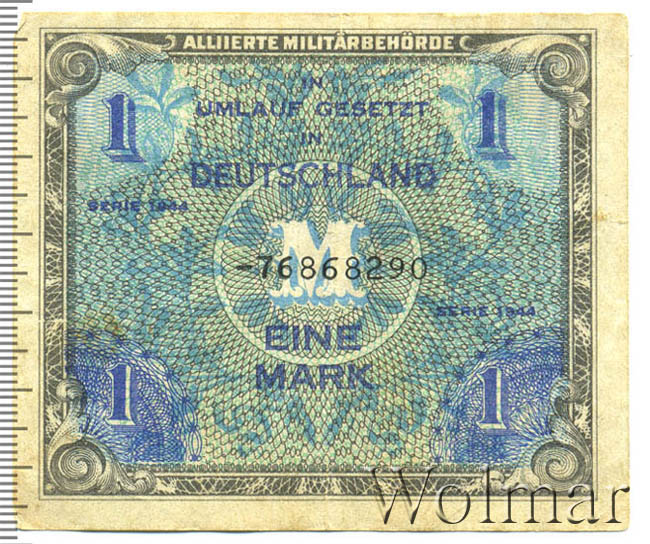 ALLIIERTE MILITÄRBEHÖRDE
1 IN 1
UMLAUF GESETZT
IN
DEUTSCHLAND
SERIE 1944
M
-76868290
SERIE 1944
EINE
MARK
1 1
Wolmar